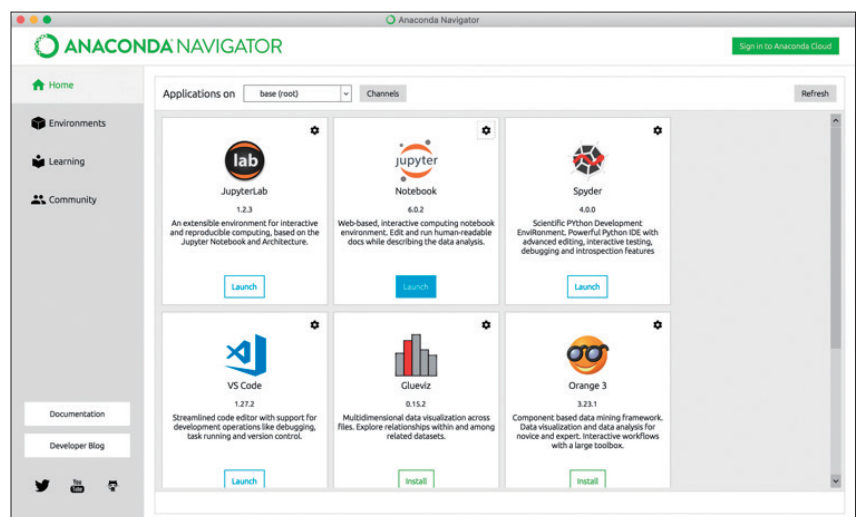 Anaconda Navigator
ANACONDA NAVIGATOR
Sign in to Anaconda Cloud
Home
Environments
Learning
Community
Documentation
Developer Blog
You
Tube
Applications on
base (root)
Channels
Refresh
lab
JupyterLab
1.2.3
An extensible environment for interactive
and reproducible computing, based on the
Jupyter Notebook and Architecture.
Launch
jupyter
Notebook
6.0.2
Web-based, interactive computing notebook
environment. Edit and run human-readable
docs while describing the data analysis.
Launch
Spyder
4.0.0
Scientific PYthon Development
EnviRonment. Powerful Python IDE with
advanced editing, interactive testing,
debugging and introspection features
Launch
VS Code
1.27.2
Streamlined code editor with support for
development operations like debugging,
task running and version control.
Launch
Glueviz
0.15.2
Multidimensional data visualization across
files. Explore relationships within and among
related datasets.
Install
Orange 3
3.23.1
Component based data mining framework.
Data visualization and data analysis for
novice and expert. Interactive workflows
with a large toolbox.
Install